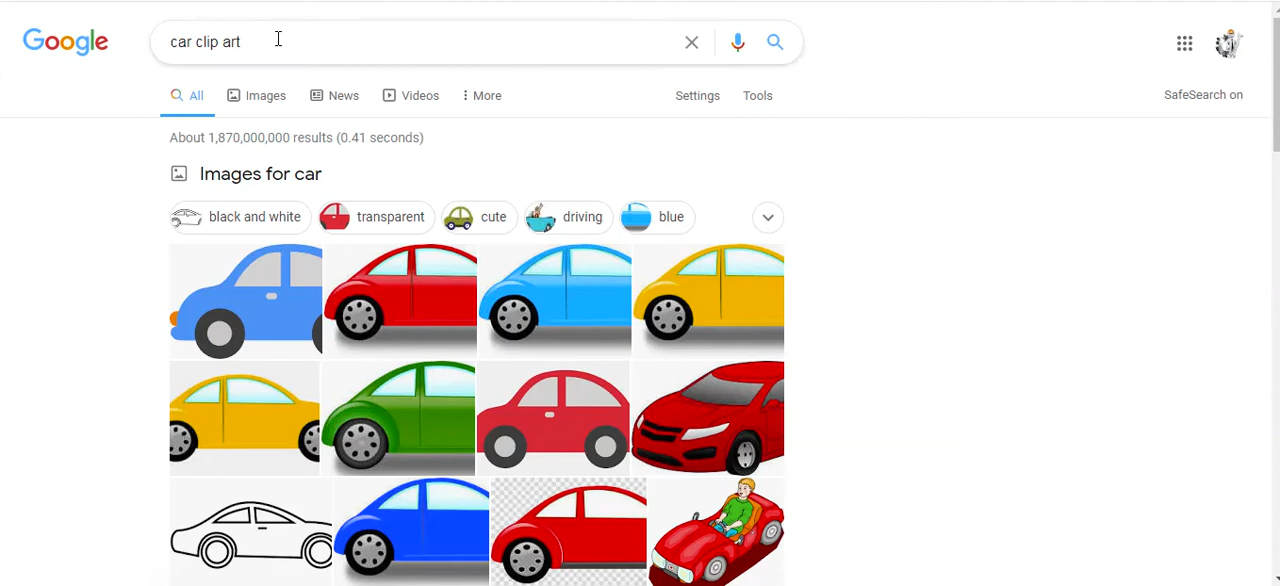 Google car clip art
All Images News Videos More Settings Tools SafeSearch on
About 1,870,000,000 results (0.41 seconds)
Images for car
black and white transparent cute driving blue